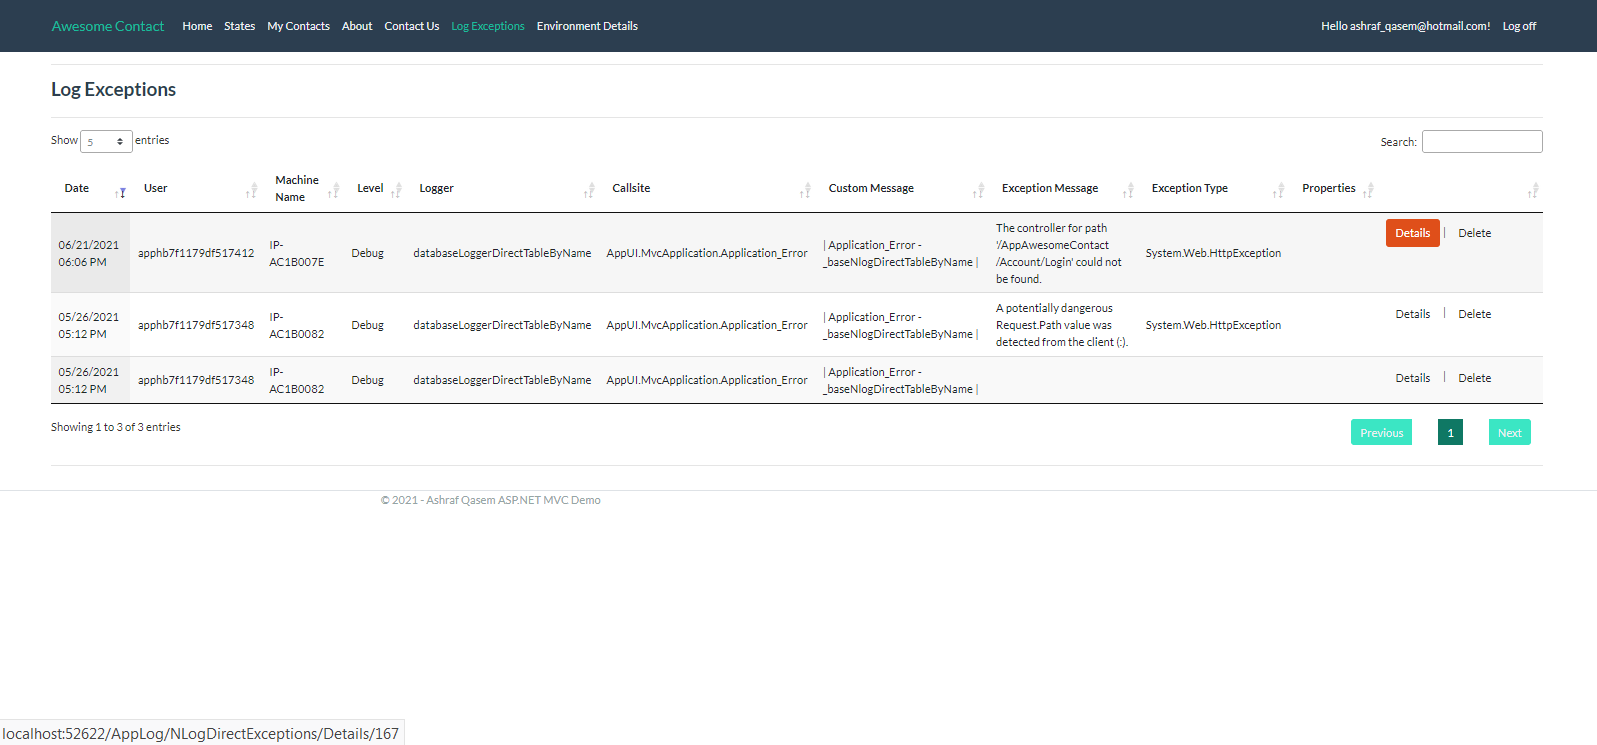 Awesome Contact Home States My Contacts About Contact Us Log Exceptions Environment Details Hello ashraf_qasem@hotmail.com! Log off
Log Exceptions
Show 5 entries Search:
Date User Machine Name Level Logger Callsite Custom Message Exception Message Exception Type Properties
06/21/2021 06:06 PM apphb7f1179df517412 IP-AC1B007E Debug databaseLoggerDirectTableByName AppUI.MvcApplication.Application_Error | Application_Error - _baseNlogDirectTableByName | The controller for path '/AppAwesomeContact/Account/Login' could not be found. System.Web.HttpException Details | Delete
05/26/2021 05:12 PM apphb7f1179df517348 IP-AC1B0082 Debug databaseLoggerDirectTableByName AppUI.MvcApplication.Application_Error | Application_Error - _baseNlogDirectTableByName | A potentially dangerous Request.Path value was detected from the client (:). System.Web.HttpException Details | Delete
05/26/2021 05:12 PM apphb7f1179df517348 IP-AC1B0082 Debug databaseLoggerDirectTableByName AppUI.MvcApplication.Application_Error | Application_Error - _baseNlogDirectTableByName | Details | Delete
Showing 1 to 3 of 3 entries Previous 1 Next
© 2021 - Ashraf Qasem ASP.NET MVC Demo
localhost:52622/AppLog/NLogDirectExceptions/Details/167